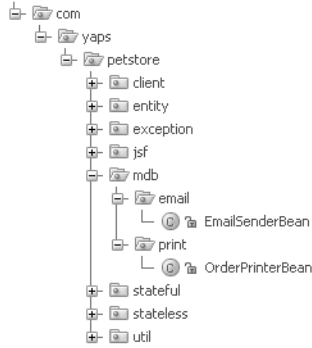 com
yaps
petstore
client
entity
exception
jsf
mdb
email
C EmailSenderBean
print
C OrderPrinterBean
stateful
stateless
util